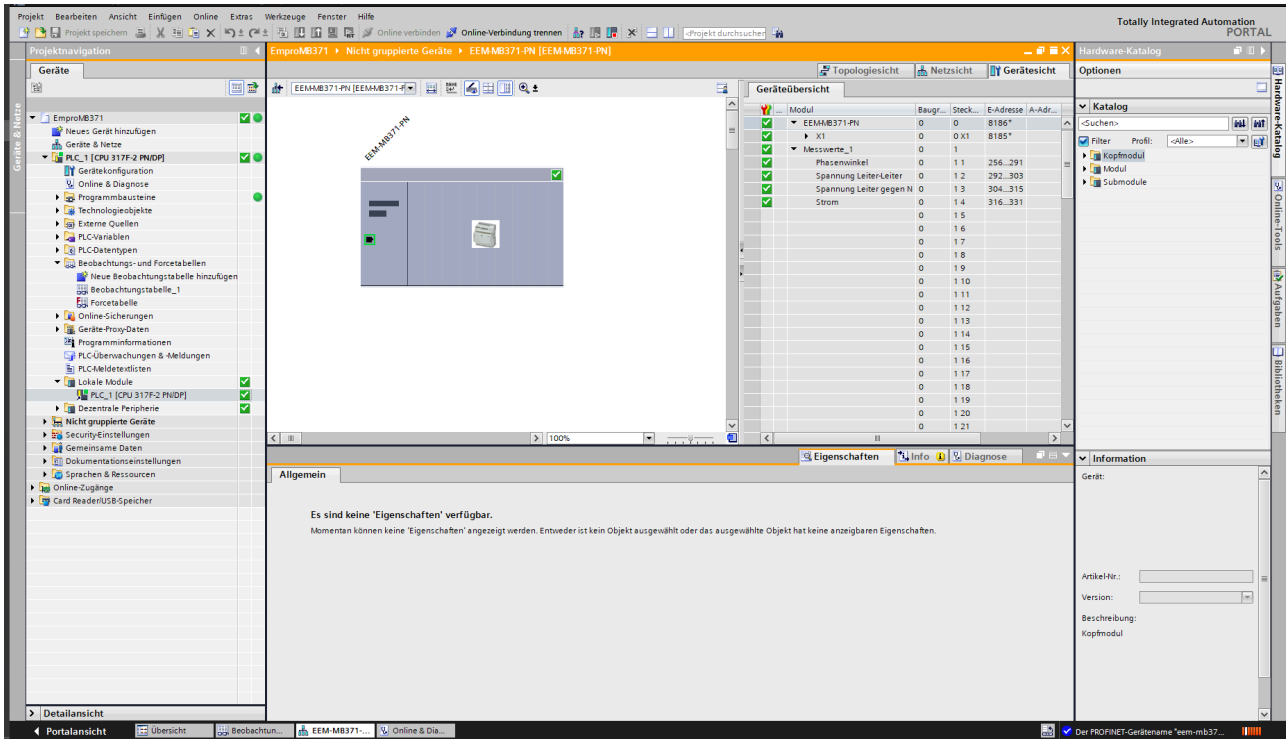 Projekt Bearbeiten Ansicht Einfügen Online Extras Werkzeuge Fenster Hilfe
Totally Integrated Automation
PORTAL
Projekt speichern Online verbinden Online-Verbindung trennen <Projekt durchsuchen
Projektnavigation
Geräte
Geräte & Netze
EmproMB371
Neues Gerät hinzufügen
Geräte & Netze
PLC_1 [CPU 317F-2 PN/DP]
Gerätekonfiguration
Online & Diagnose
Programmbausteine
Technologieobjekte
Externe Quellen
PLC-Variablen
PLC-Datentypen
Beobachtungs- und Forcetabellen
Neue Beobachtungstabelle hinzufügen
Beobachtungstabelle_1
Forcetabelle
Online-Sicherungen
Geräte-Proxy-Daten
Programminformationen
PLC-Überwachungen & -Meldungen
PLC-Meldetextlisten
Lokale Module
PLC_1 [CPU 317F-2 PN/DP]
Dezentrale Peripherie
Nicht gruppierte Geräte
Security-Einstellungen
Gemeinsame Daten
Dokumentationseinstellungen
Sprachen & Ressourcen
Online-Zugänge
Card Reader/USB-Speicher
Detailansicht
EmproMB371 Nicht gruppierte Geräte EEM-MB371-PN [EEM-MB371-PN]
Topologiesicht Netzsicht Gerätesicht
EEM-MB371-PN [EEM-MB371-P
EEM-MB371-PN
100%
Geräteübersicht
... Modul Baugr... Steck... E-Adresse A-Adr...
EEM-MB371-PN 0 0 8186*
X1 0 0 X1 8185*
Messwerte_1 0 1
Phasenwinkel 0 1 1 256...291
Spannung Leiter-Leiter 0 1 2 292...303
Spannung Leiter gegen N 0 1 3 304...315
Strom 0 1 4 316...331
0 1 5
0 1 6
0 1 7
0 1 8
0 1 9
0 1 10
0 1 11
0 1 12
0 1 13
0 1 14
0 1 15
0 1 16
0 1 17
0 1 18
0 1 19
0 1 20
0 1 21
Eigenschaften Info Diagnose
Allgemein
Es sind keine 'Eigenschaften' verfügbar.
Momentan können keine 'Eigenschaften' angezeigt werden. Entweder ist kein Objekt ausgewählt oder das ausgewählte Objekt hat keine anzeigbaren Eigenschaften.
Hardware-Katalog
Optionen
Katalog
<Suchen>
Filter Profil: <Alle>
Kopfmodul
Modul
Submodule
Information
Gerät:
Artikel-Nr.:
Version:
Beschreibung:
Kopfmodul
Hardware-Katalog
Online-Tools
Aufgaben
Bibliotheken
Portalansicht Übersicht Beobachtun... EEM-MB371-... Online & Dia... Der PROFINET-Gerätename "eem-mb37...